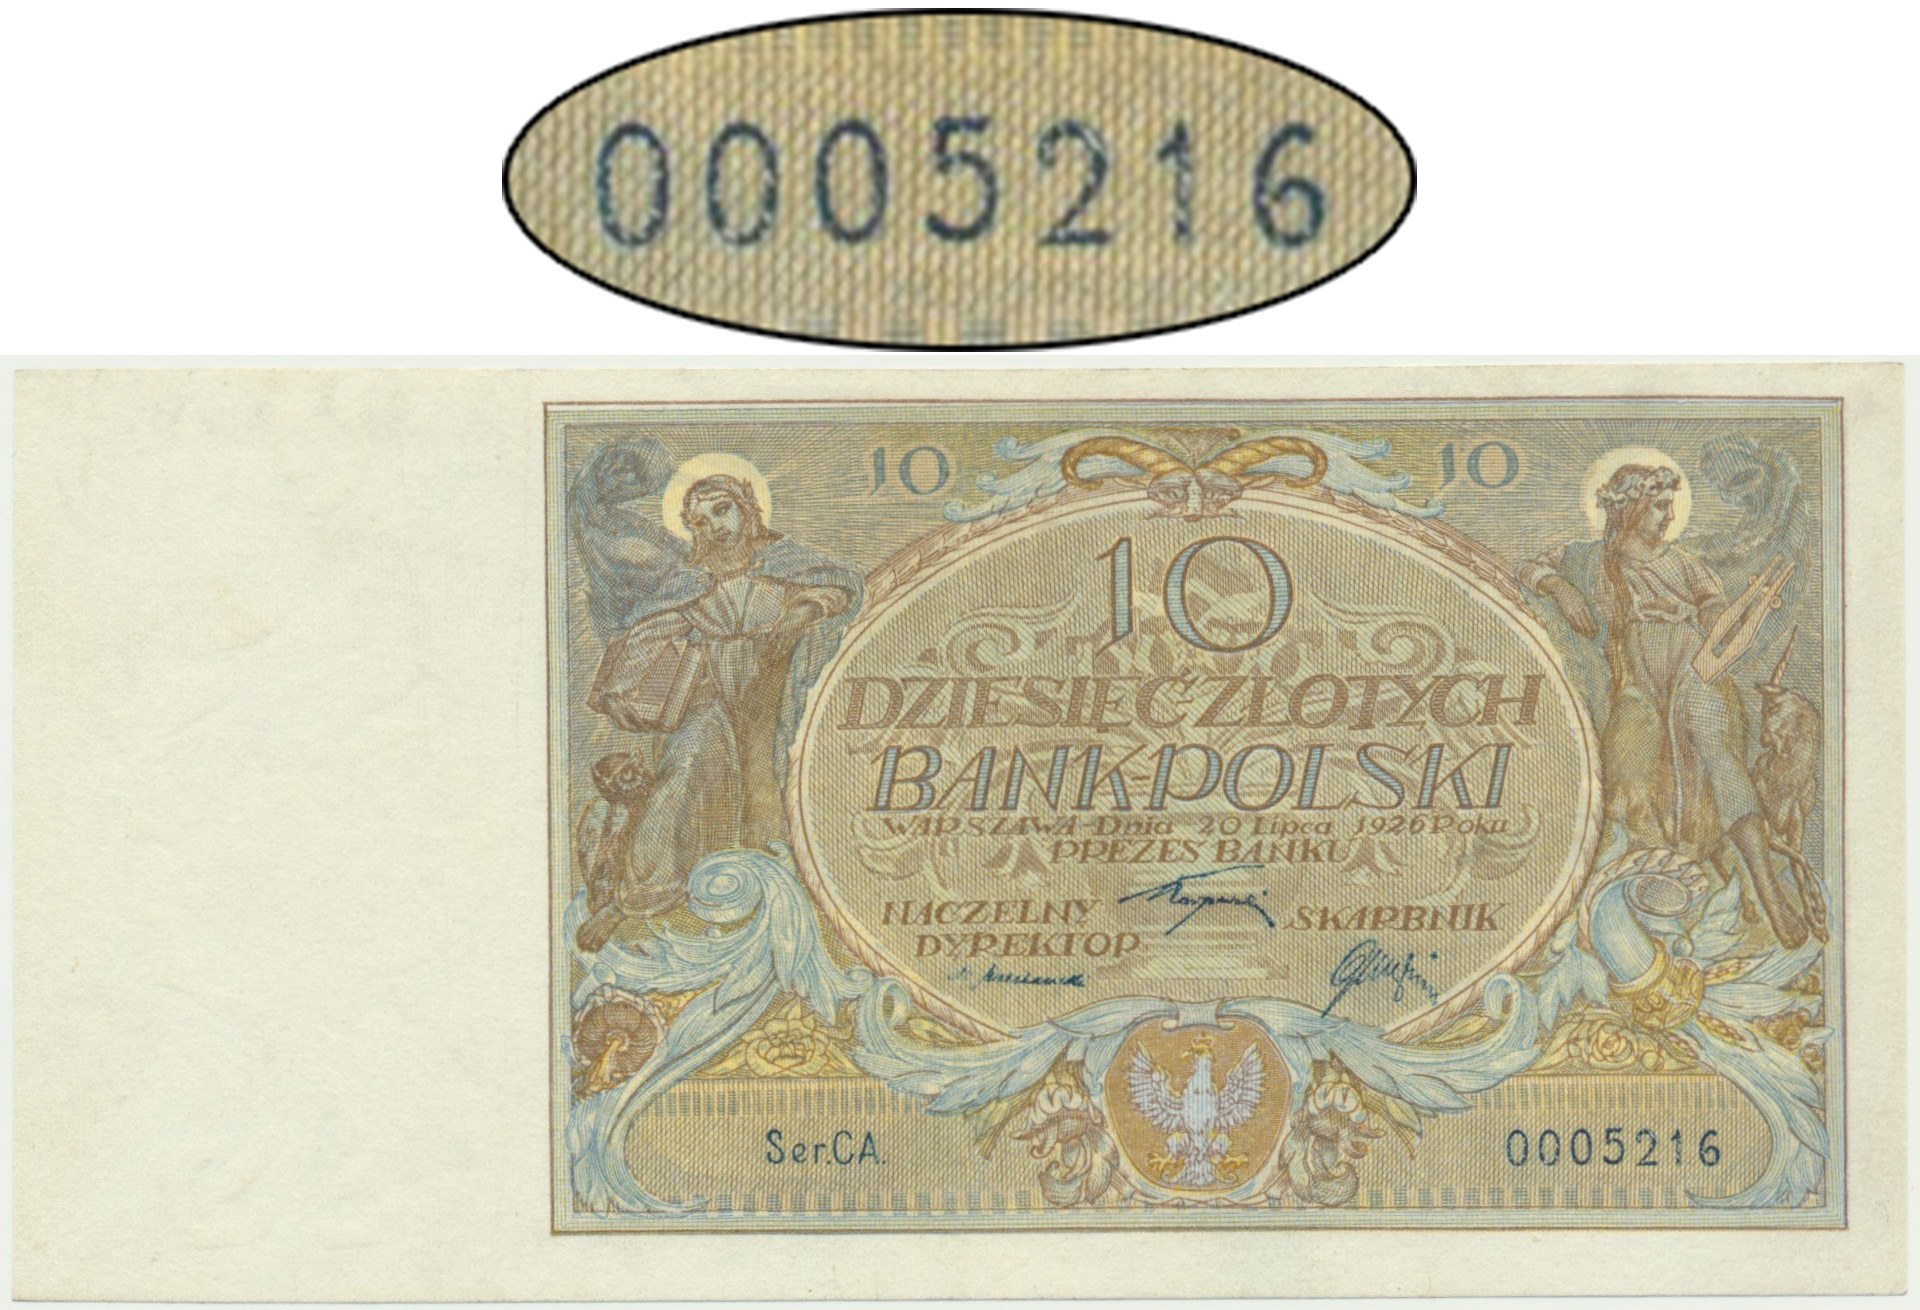 0005216
10 10
10
DZIESIĘĆ-ZŁOTYCH
BANK-POLSKI
WARSZAWA-Dnia 20 Lipca 1926 Roku
PREZES BANKU
NACZELNY SKARBNIK
DYREKTOR
Ser.CA. 0005216